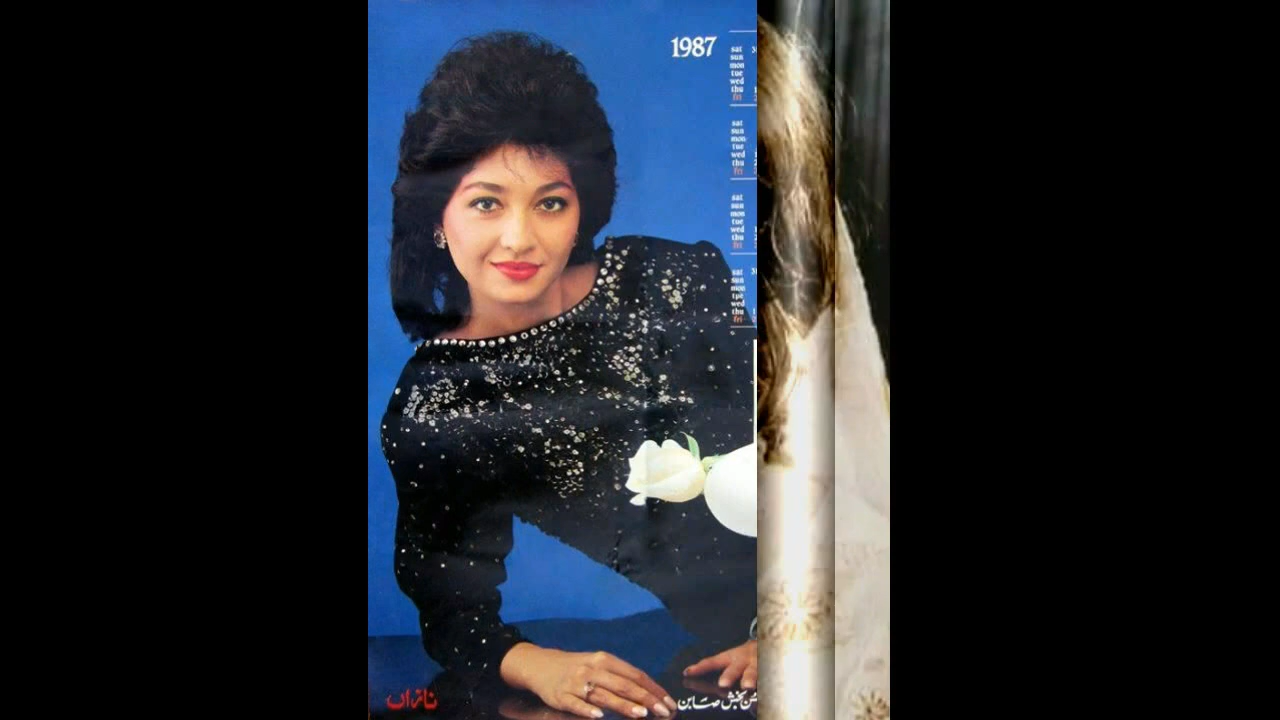 1987
sat
sun
mon
tue
wed
thu
fri
sat
sun
mon
tue
wed
thu
fri
sat
sun
mon
tue
wed
thu
fri
sat
sun
mon
tpe
wed
thu
fri
نازاں
بخش صابن